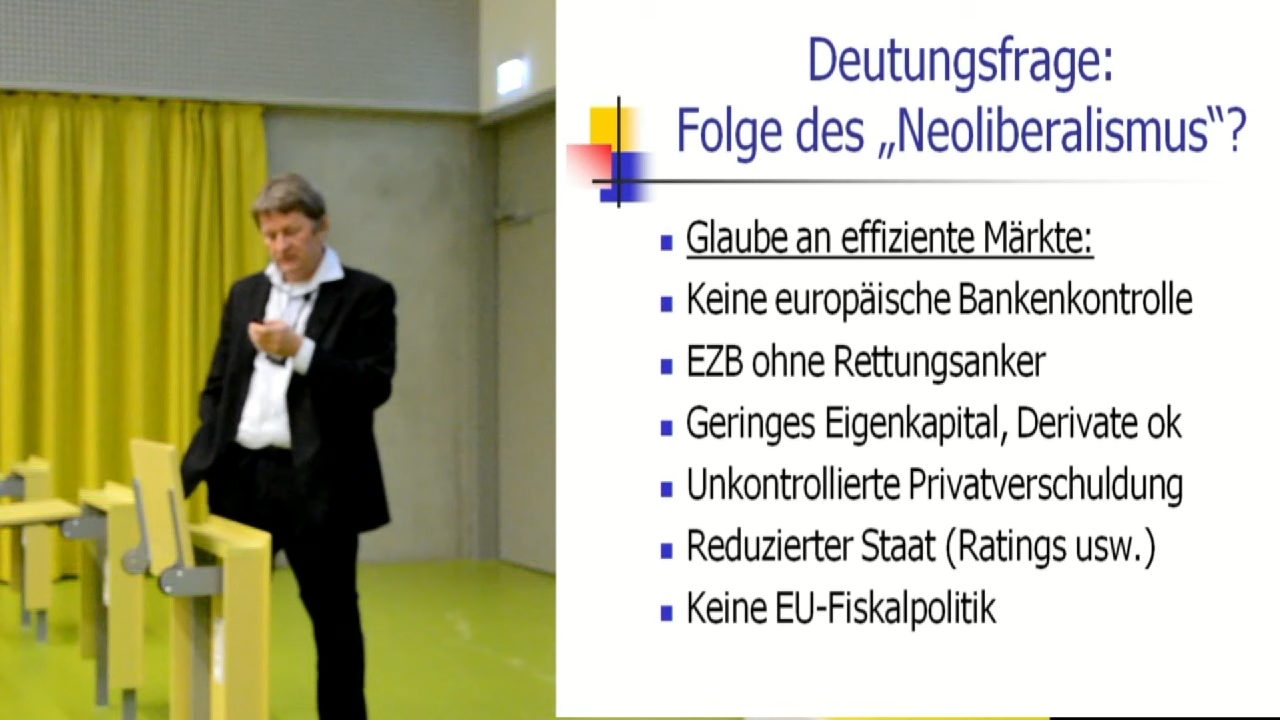 Deutungsfrage:
Folge des „Neoliberalismus“?
Glaube an effiziente Märkte:
Keine europäische Bankenkontrolle
EZB ohne Rettungsanker
Geringes Eigenkapital, Derivate ok
Unkontrollierte Privatverschuldung
Reduzierter Staat (Ratings usw.)
Keine EU-Fiskalpolitik